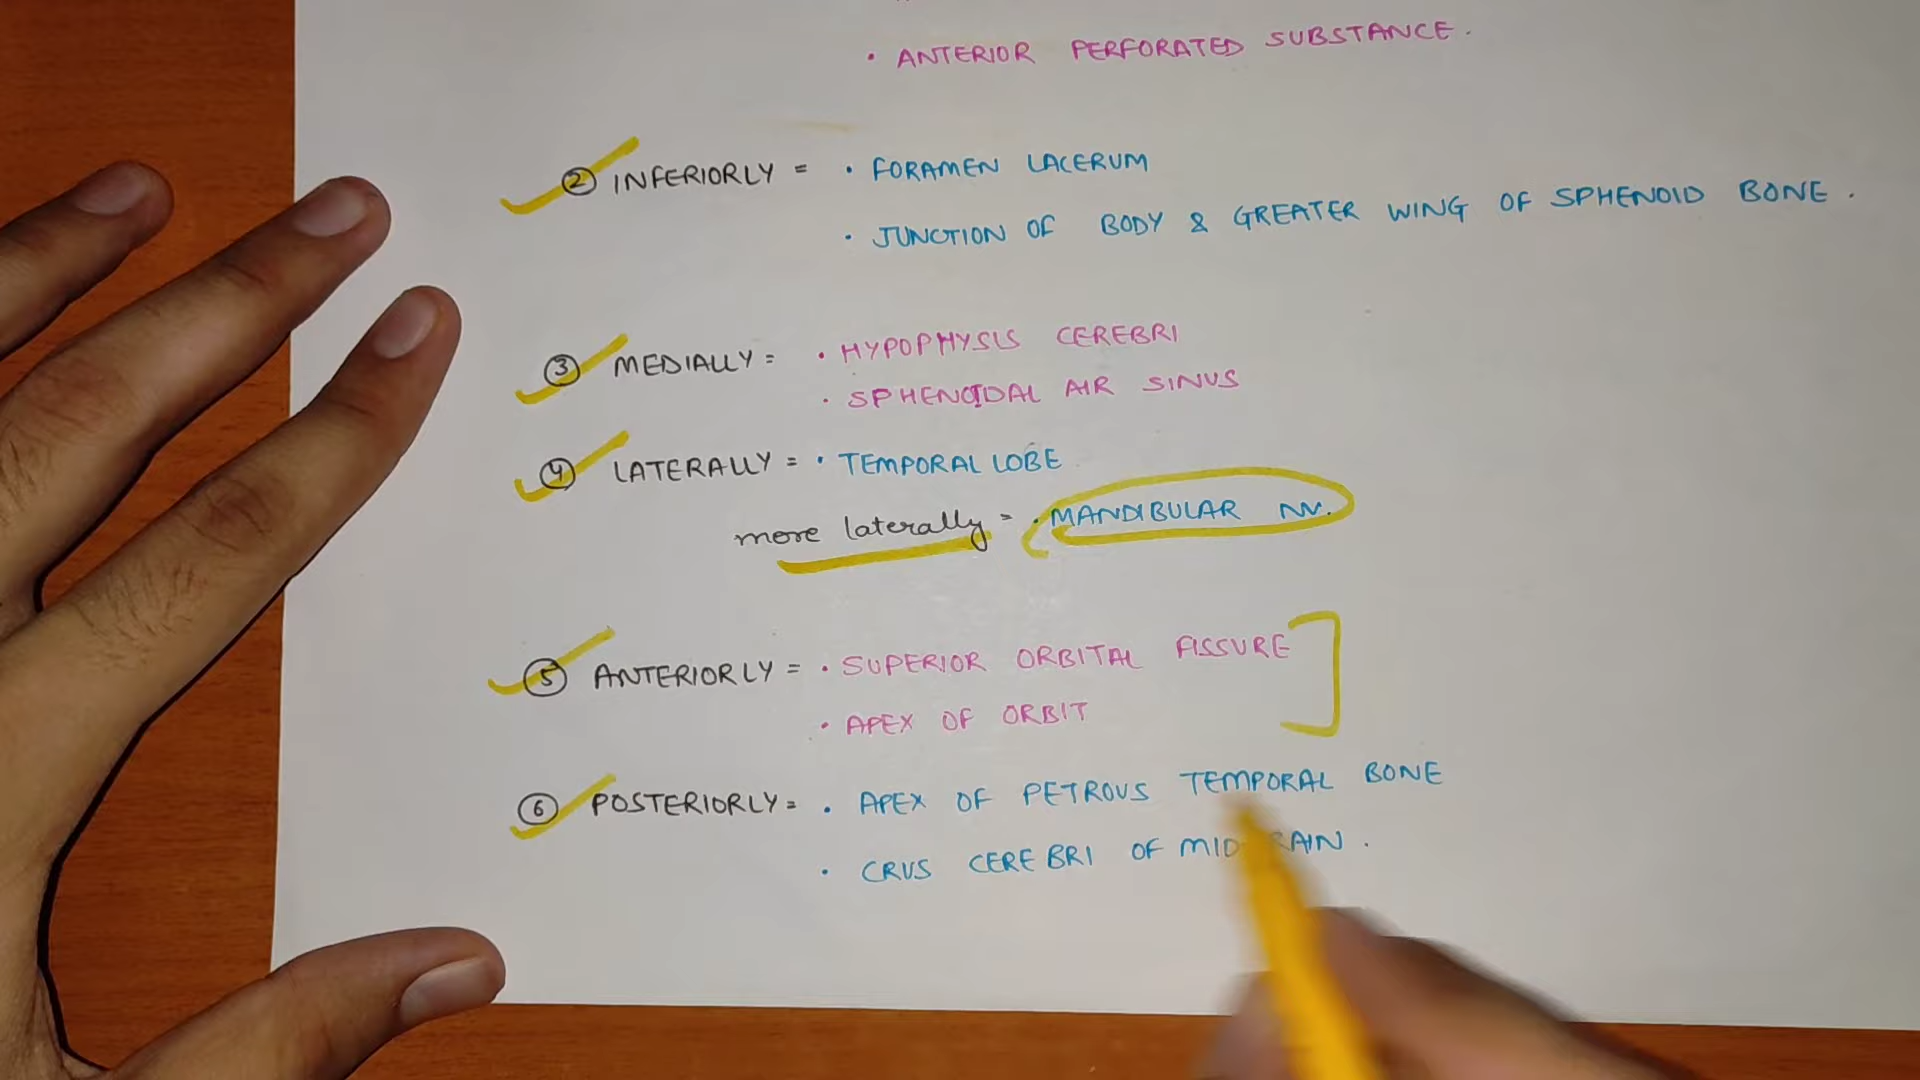 • ANTERIOR PERFORATED SUBSTANCE.
② INFERIORLY = • FORAMEN LACERUM
• JUNCTION OF BODY & GREATER WING OF SPHENOID BONE.
③ MEDIALLY = • HYPOPHYSIS CEREBRI
• SPHENOIDAL AIR SINUS
④ LATERALLY = • TEMPORAL LOBE
more laterally = • MANDIBULAR NV.
⑤ ANTERIORLY = • SUPERIOR ORBITAL FISSURE
• APEX OF ORBIT
⑥ POSTERIORLY = • APEX OF PETROUS TEMPORAL BONE
• CRUS CEREBRI OF MIDBRAIN.